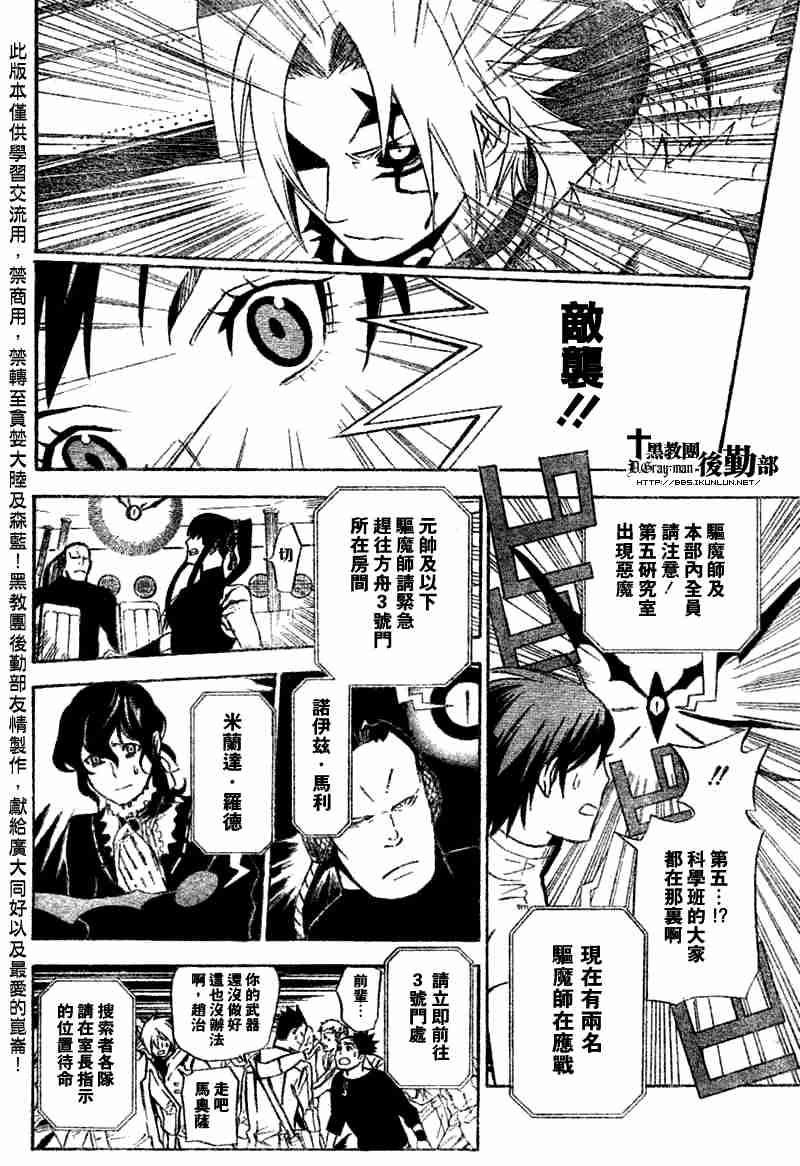 敵襲!!
十黑教團
D.Gray-man 後勤部
HTTP://BBS.IKUNLUN.NET/
驅魔師及
本部內全員
請注意!
第五研究室
出現惡魔
元帥及以下
驅魔師請緊急
趕往方舟3號門
所在房間
切
!!
第五…!?
科學班的大家
都在那裏啊
諾伊茲·馬利
米蘭達·羅德
現在有兩名
驅魔師在應戰
請立即前往
3號門處
前輩…
你的武器
還沒做好
這也沒辦法
啊,趙治
走吧
馬奧薩
搜索者各隊
請在室長指示
的位置待命
此版本僅供學習交流用,禁商用,禁轉至貪婪大陸及森藍!黑教團後勤部友情製作,獻給廣大同好以及最愛的崑崙!